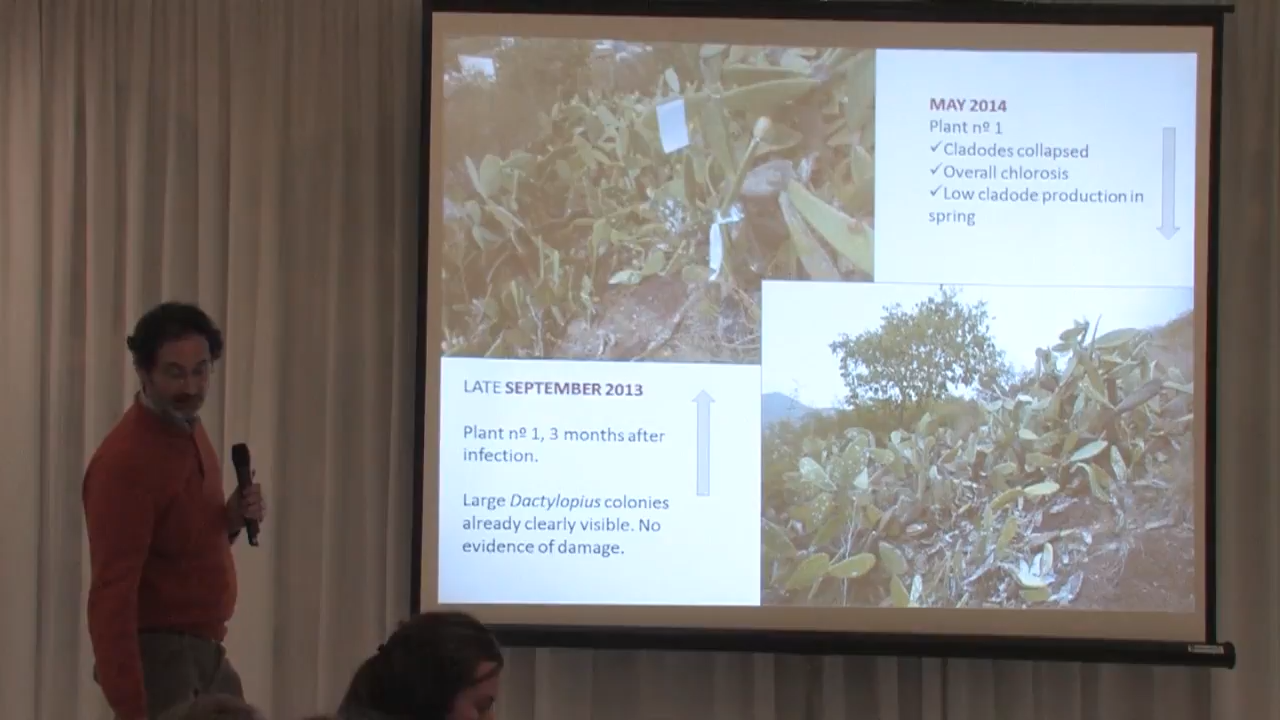 MAY 2014
Plant nº 1
✓Cladodes collapsed
✓Overall chlorosis
✓Low cladode production in
spring
LATE SEPTEMBER 2013
Plant nº 1, 3 months after
infection.
Large Dactylopius colonies
already clearly visible. No
evidence of damage.